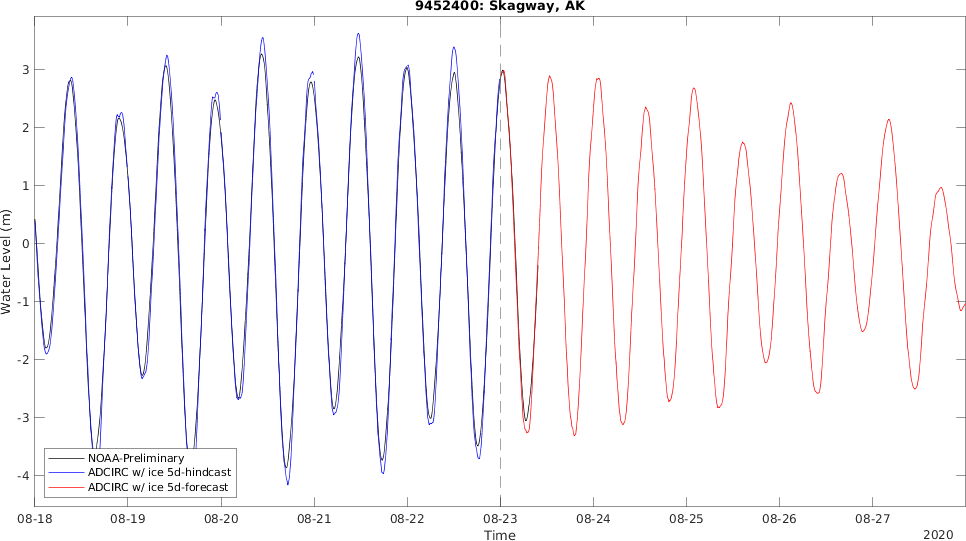 9452400: Skagway, AK
Water Level (m)
3
2
1
0
-1
-2
-3
-4
NOAA-Preliminary
ADCIRC w/ ice 5d-hindcast
ADCIRC w/ ice 5d-forecast
08-18 08-19 08-20 08-21 08-22 08-23 08-24 08-25 08-26 08-27
Time
2020